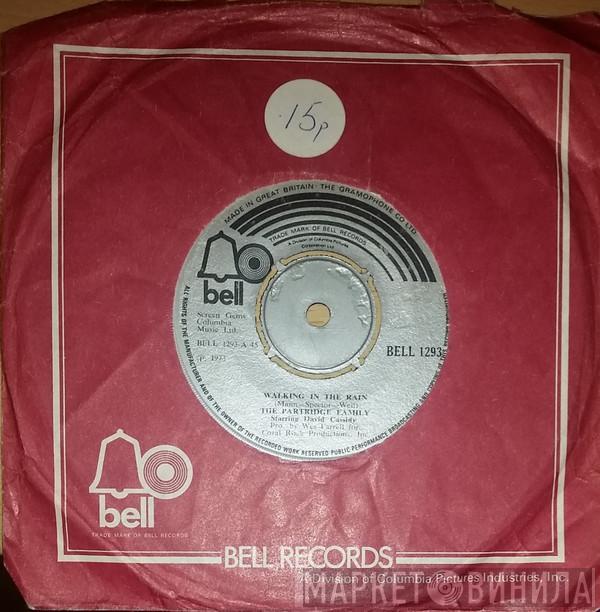 15p
MADE IN GREAT BRITAIN · THE GRAMOPHONE CO LTD
TRADE MARK OF BELL RECORDS
A Division of Columbia Pictures
Corporation Ltd
bell
Screen Gems
Columbia
Music Ltd.
BELL 1293-A-45
P. 1973
BELL 1293
WALKING IN THE RAIN
(Mann - Spector - Weil)
THE PARTRIDGE FAMILY
Starring David Cassidy
Pro. by Wes Farrell for
Coral Rock Productions, Inc.
ALL RIGHTS OF THE MANUFACTURER AND OF THE OWNER OF THE RECORDED WORK RESERVED PUBLIC PERFORMANCE BROADCASTING AND COPYING OF
bell
TRADE MARK OF BELL RECORDS
BELL RECORDS
A Division of Columbia Pictures Industries, Inc.
МАРКЕТ ВИНИЛА